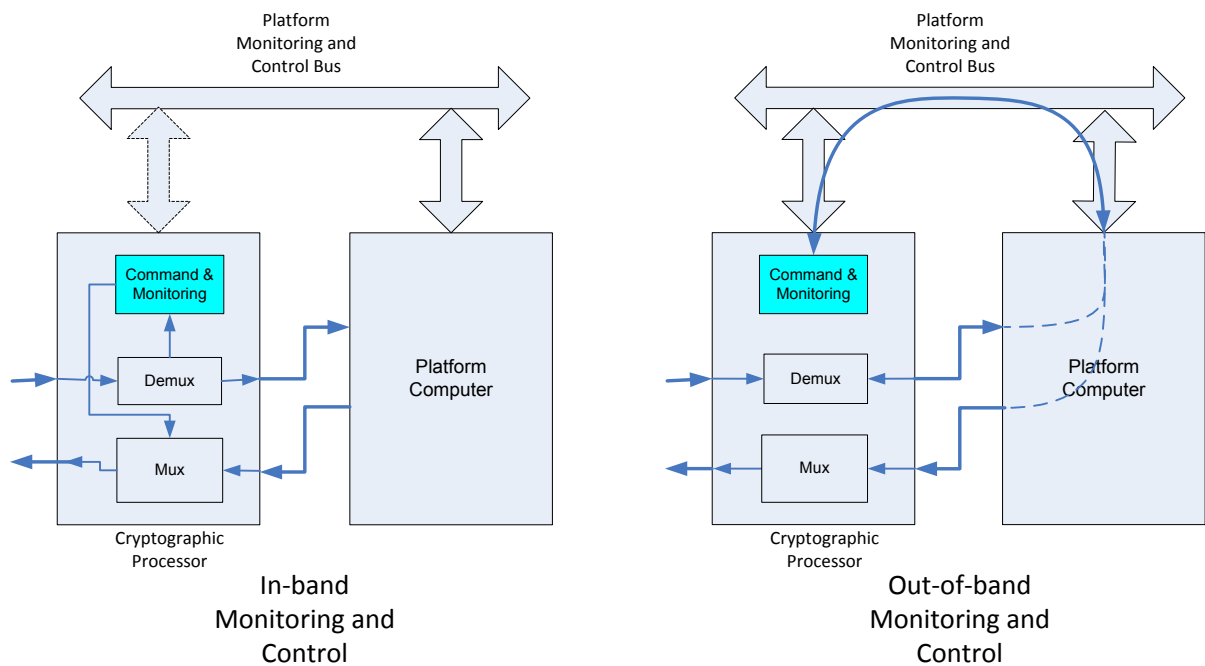 Platform
Monitoring and
Control Bus
Command &
Monitoring
Demux
Mux
Platform
Computer
Cryptographic
Processor
In-band
Monitoring and
Control
Platform
Monitoring and
Control Bus
Command &
Monitoring
Demux
Mux
Platform
Computer
Cryptographic
Processor
Out-of-band
Monitoring and
Control